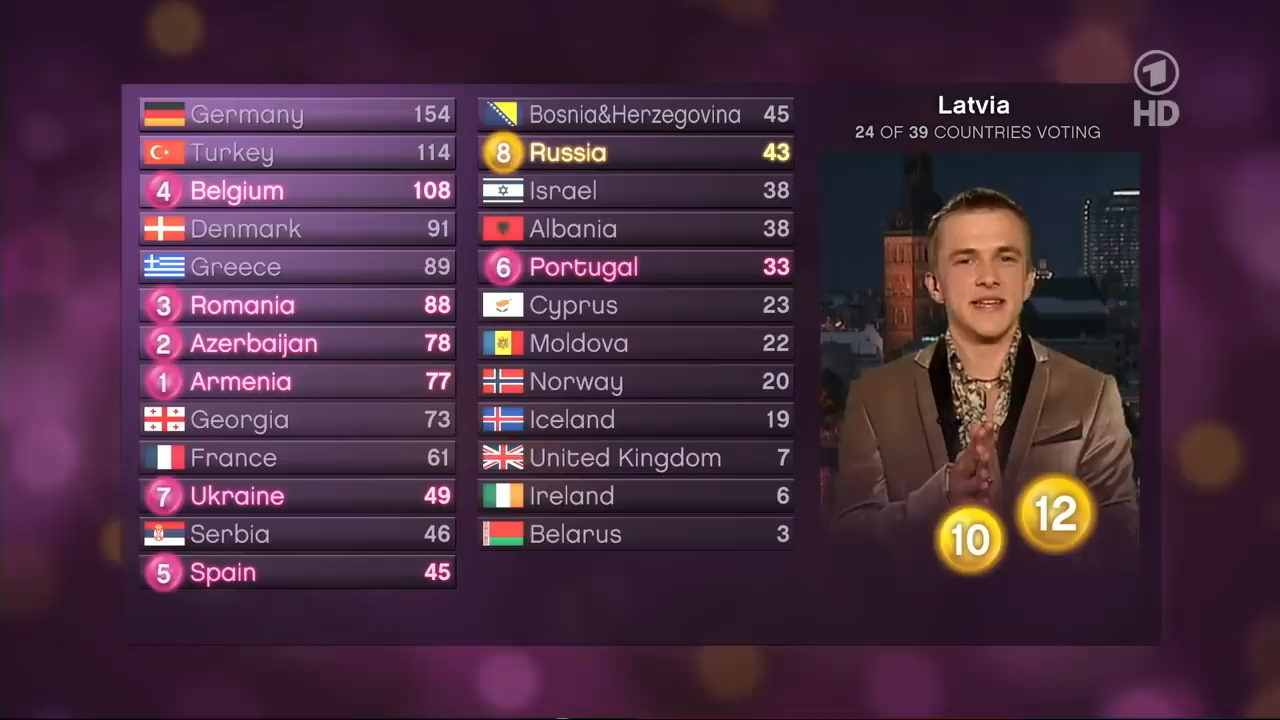 Germany 154
Turkey 114
4 Belgium 108
Denmark 91
Greece 89
3 Romania 88
2 Azerbaijan 78
1 Armenia 77
Georgia 73
France 61
7 Ukraine 49
Serbia 46
5 Spain 45
Bosnia&Herzegovina 45
8 Russia 43
Israel 38
Albania 38
6 Portugal 33
Cyprus 23
Moldova 22
Norway 20
Iceland 19
United Kingdom 7
Ireland 6
Belarus 3
Latvia
24 OF 39 COUNTRIES VOTING
10
12
1
HD